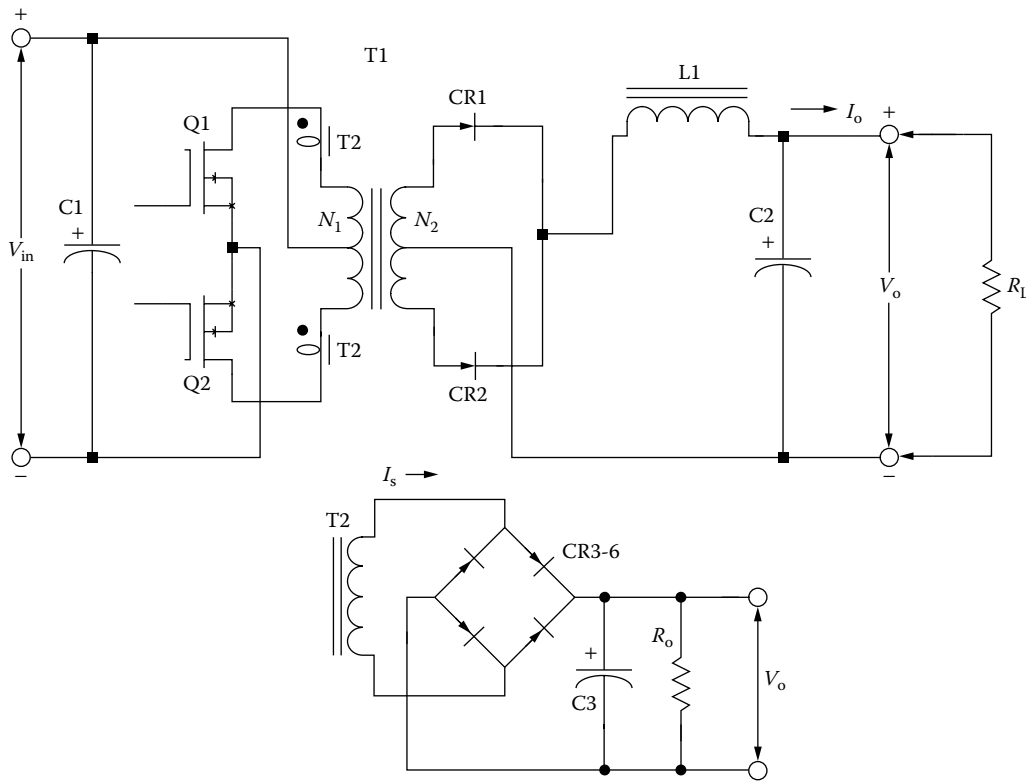 +
T1
L1
CR1
I_o
+
Q1
T2
C1
+
N_1
N_2
C2
+
V_in
V_o
R_L
T2
Q2
CR2
−
−
I_s
T2
CR3-6
+
R_o
C3
V_o